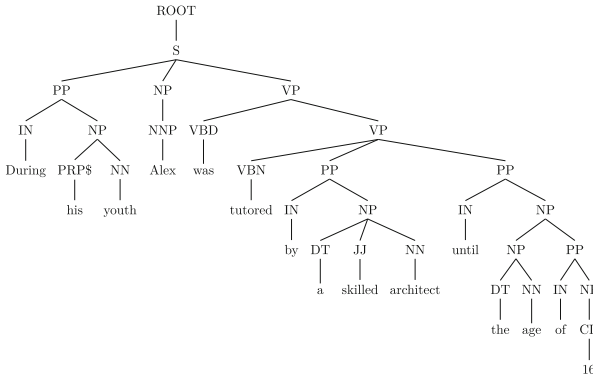 ROOT
S
PP NP VP
IN NP NNP VBD VP
During PRP$ NN Alex was VBN PP PP
his youth tutored IN NP IN NP
by DT JJ NN until NP PP
a skilled architect DT NN IN
the age of
16